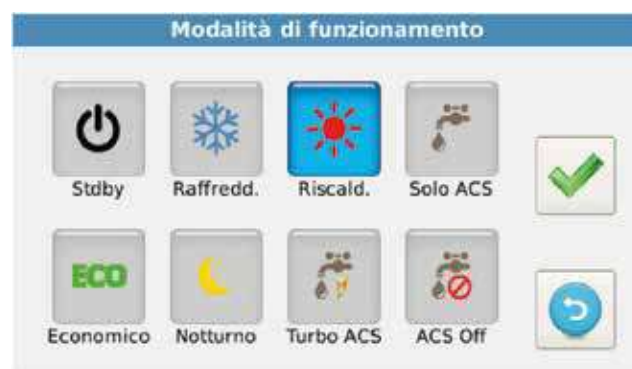 Modalità di funzionamento
Stdby Raffredd. Riscald. Solo ACS
ECO
Economico Notturno Turbo ACS ACS Off